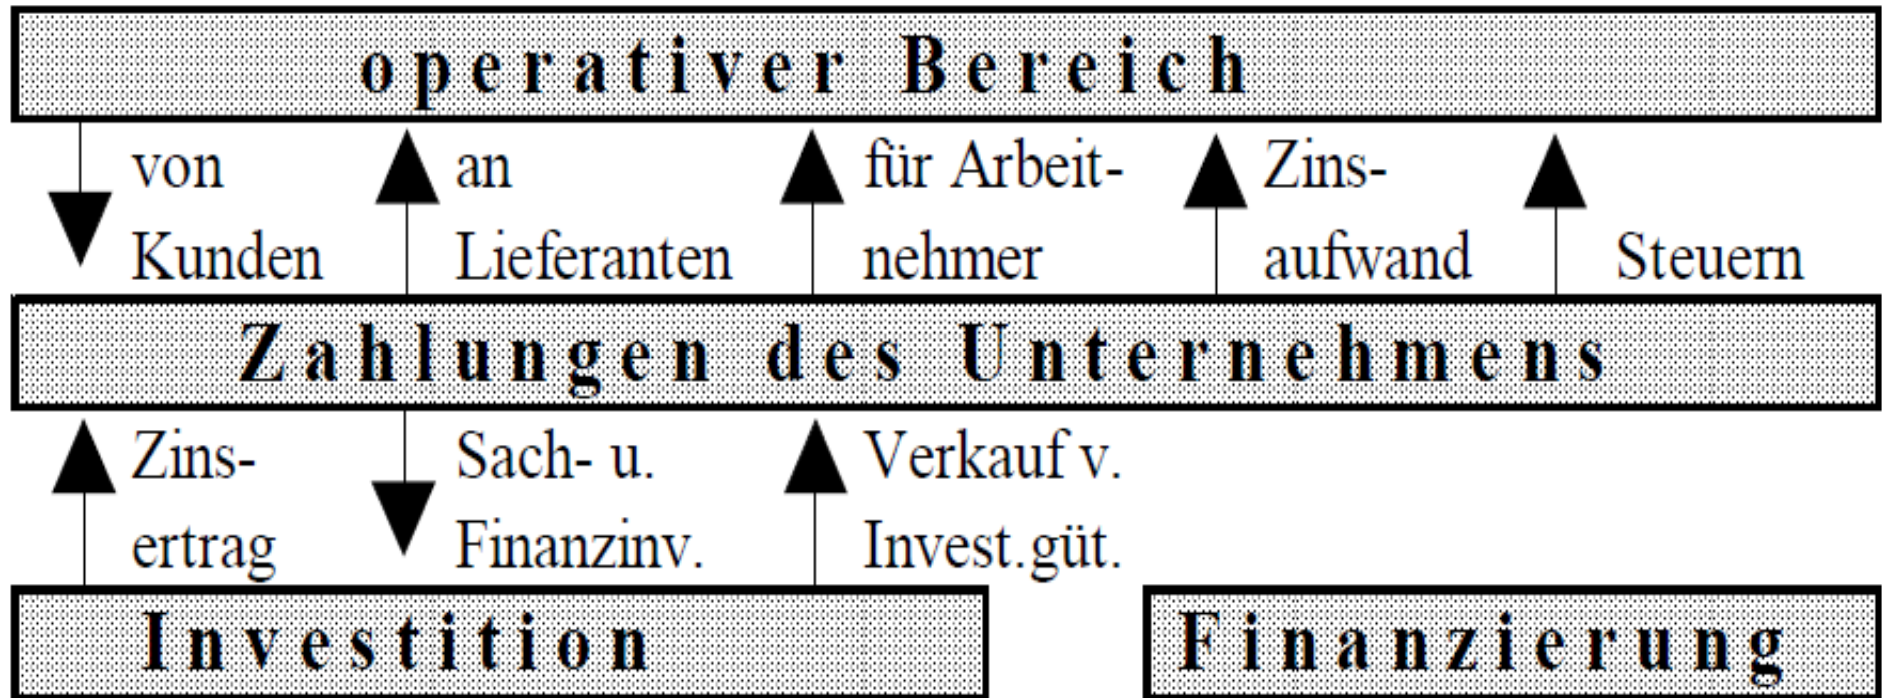 operativer Bereich
von an für Arbeit- Zins-
Kunden Lieferanten nehmer aufwand Steuern
Zahlungen des Unternehmens
Zins- Sach- u. Verkauf v.
ertrag Finanzinv. Invest.güt.
Investition Finanzierung